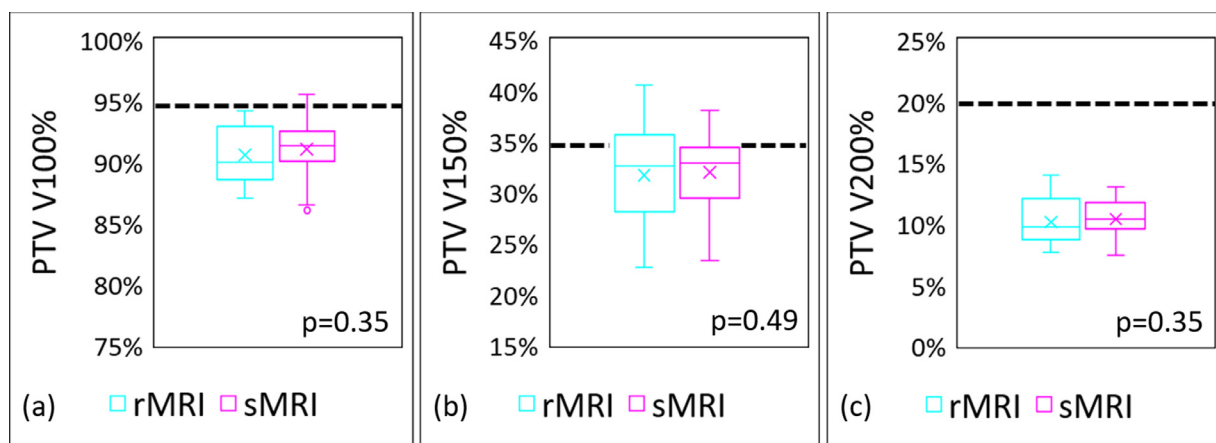 PTV V100%
100%
95%
90%
85%
80%
75%
p=0.35
(a) rMRI sMRI
PTV V150%
45%
40%
35%
30%
25%
20%
15%
p=0.49
(b) rMRI sMRI
PTV V200%
25%
20%
15%
10%
5%
0%
p=0.35
(c) rMRI sMRI